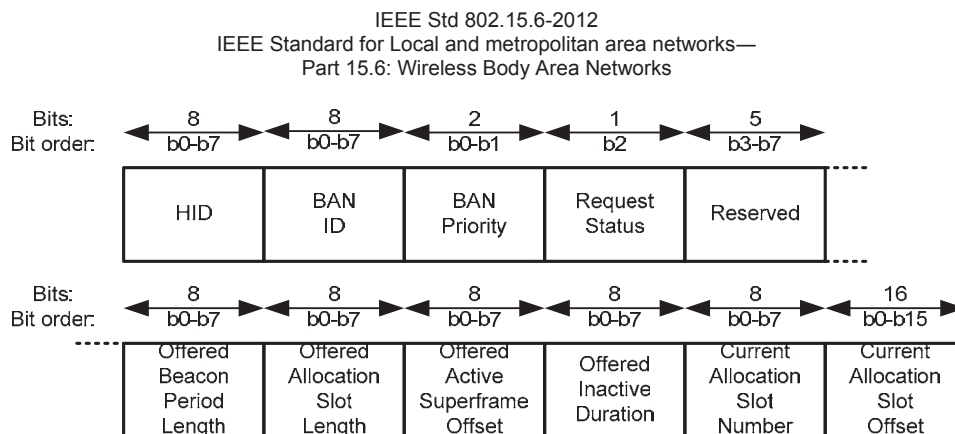 IEEE Std 802.15.6-2012
IEEE Standard for Local and metropolitan area networks—
Part 15.6: Wireless Body Area Networks
Bits: 8 8 2 1 5
Bit order: b0-b7 b0-b7 b0-b1 b2 b3-b7
HID BAN ID BAN Priority Request Status Reserved
Bits: 8 8 8 8 8 16
Bit order: b0-b7 b0-b7 b0-b7 b0-b7 b0-b7 b0-b15
Offered Beacon Period Length
Offered Allocation Slot Length
Offered Active Superframe Offset
Offered Inactive Duration
Current Allocation Slot Number
Current Allocation Slot Offset